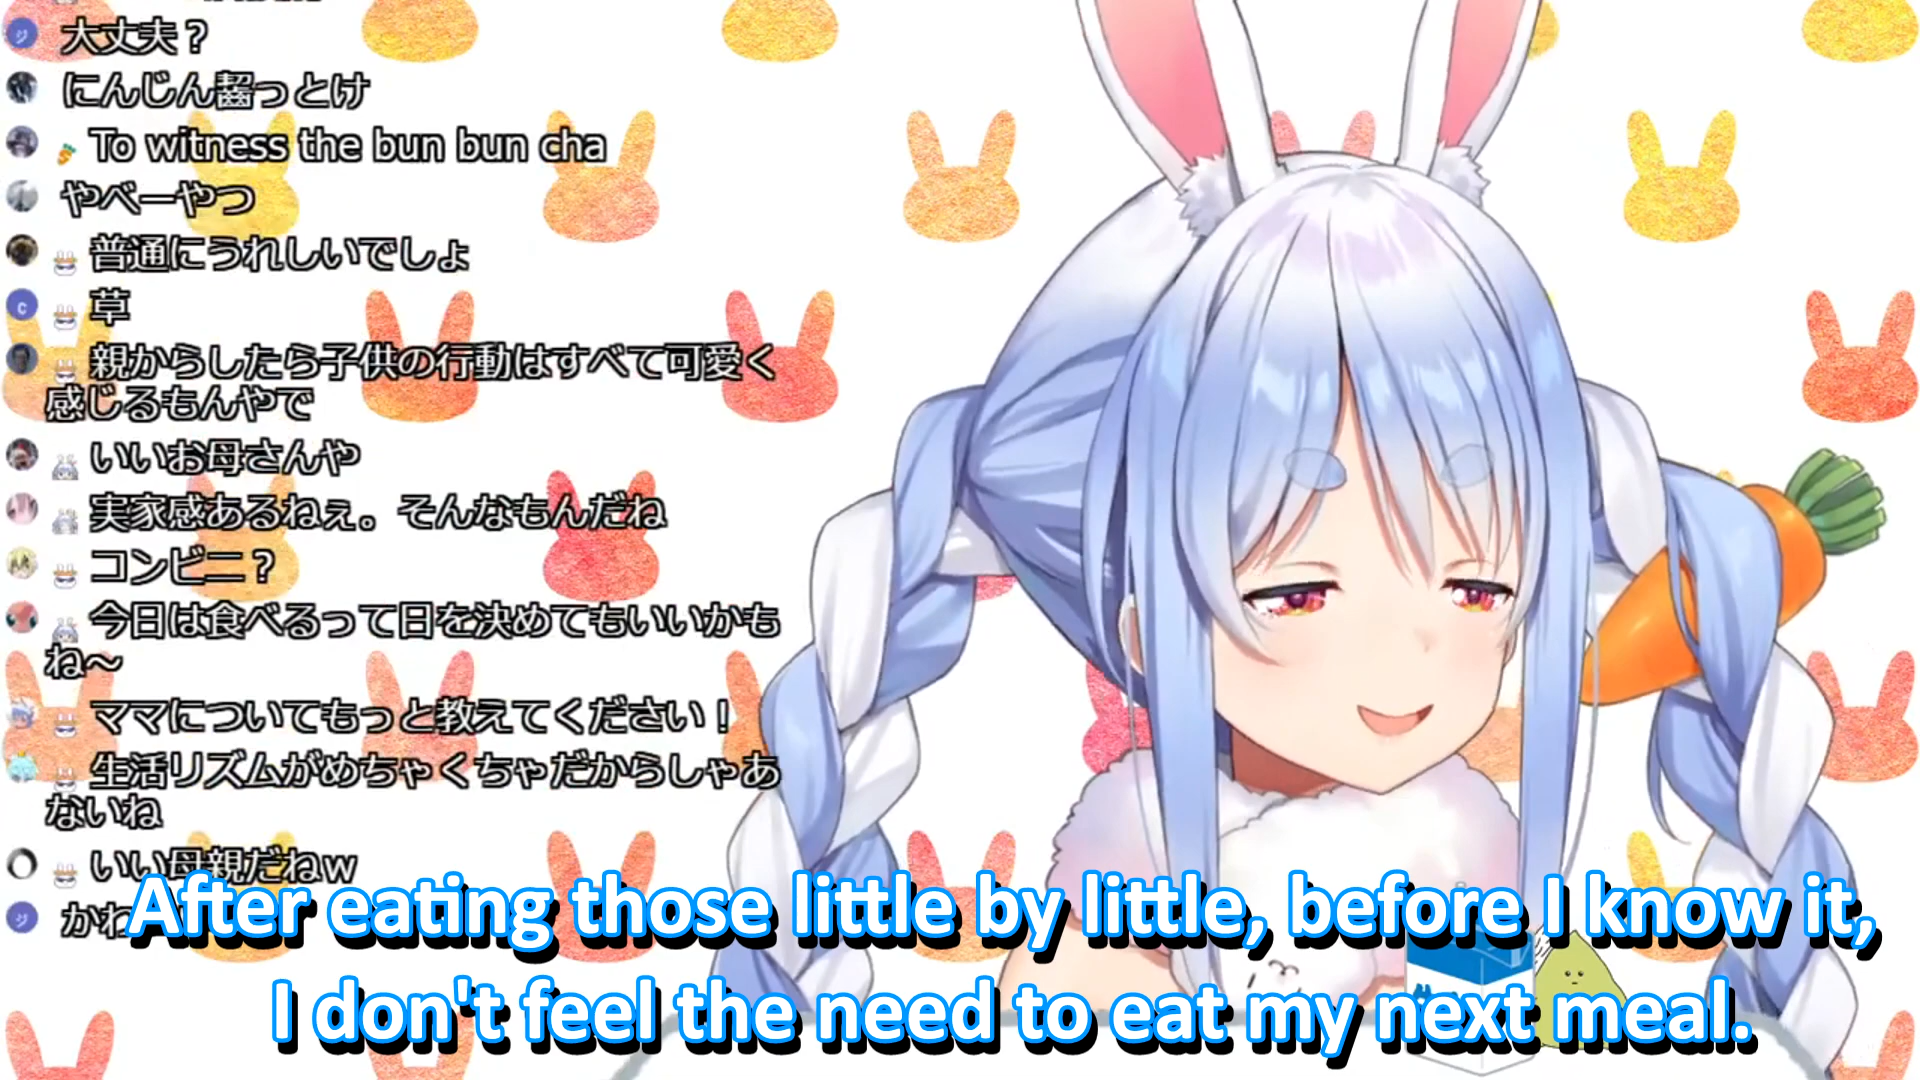 大丈夫？
にんじん齧っとけ
To witness the bun bun cha
やべーやつ
普通にうれしいでしょ
草
親からしたら子供の行動はすべて可愛く
感じるもんやで
いいお母さんや
実家感あるねぇ。そんなもんだね
コンビニ？
今日は食べるって日を決めてもいいかも
ね～
ママについてもっと教えてください！
生活リズムがめちゃくちゃだからしゃあ
ないね
いい母親だねw
After eating those little by little, before I know it,
I don't feel the need to eat my next meal.